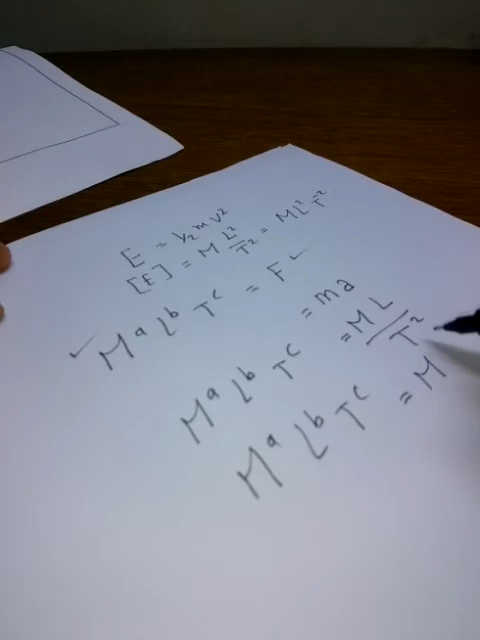 E = 1/2 m v²
[E] = M L²/T² = M L² T⁻²
✓ Mᵃ Lᵇ Tᶜ = F ✓
Mᵃ Lᵇ Tᶜ = ma
= M L/T²
Mᵃ Lᵇ Tᶜ = M